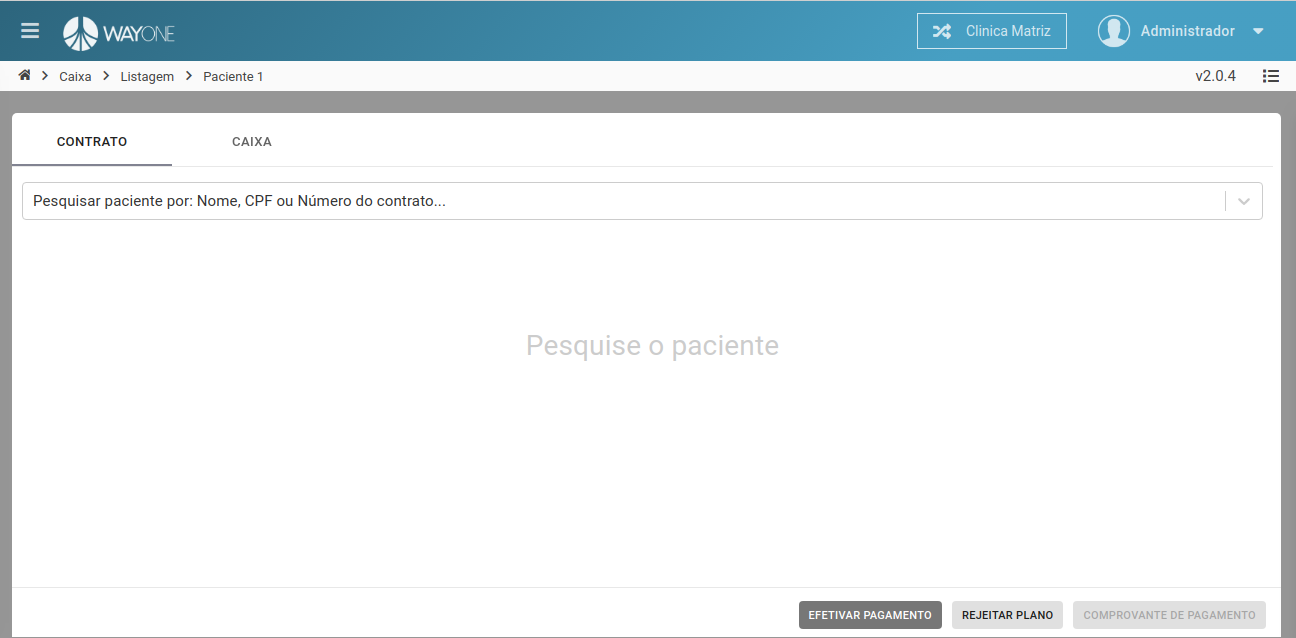 WAYONE
Clinica Matriz
Administrador
Caixa
Listagem
Paciente 1
v2.0.4
CONTRATO
CAIXA
Pesquisar paciente por: Nome, CPF ou Número do contrato...
Pesquise o paciente
EFETIVAR PAGAMENTO
REJEITAR PLANO
COMPROVANTE DE PAGAMENTO